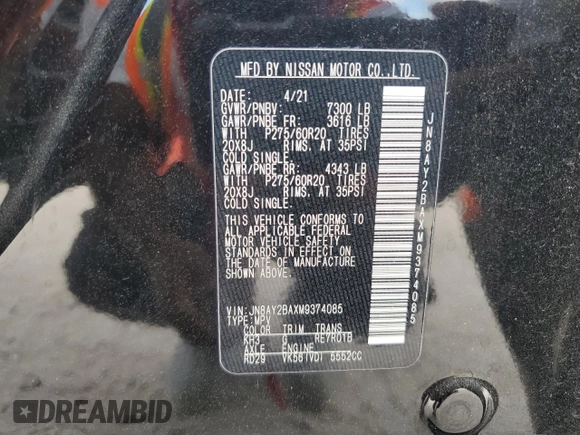 MFD BY NISSAN MOTOR CO.,LTD.
DATE: 4/21
GVWR/PNBV: 7300 LB
GAWR/PNBE FR: 3616 LB
WITH P275/60R20 TIRES
20X8J RIMS, AT 35PSI
COLD SINGLE.
GAWR/PNBE RR: 4343 LB
WITH P275/60R20 TIRES
20X8J RIMS, AT 35PSI
COLD SINGLE.
THIS VEHICLE CONFORMS TO
ALL APPLICABLE FEDERAL
MOTOR VEHICLE SAFETY
STANDARDS IN EFFECT ON
THE DATE OF MANUFACTURE
SHOWN ABOVE.
VIN:JN8AY2BAXM9374085
TYPE:MPV
COLOR TRIM TRANS
KH3 G RE7R01B
AXLE ENGINE
RD29 VK56(VD) 5552CC
JN8AY2BAXM9374085
DREAMBID